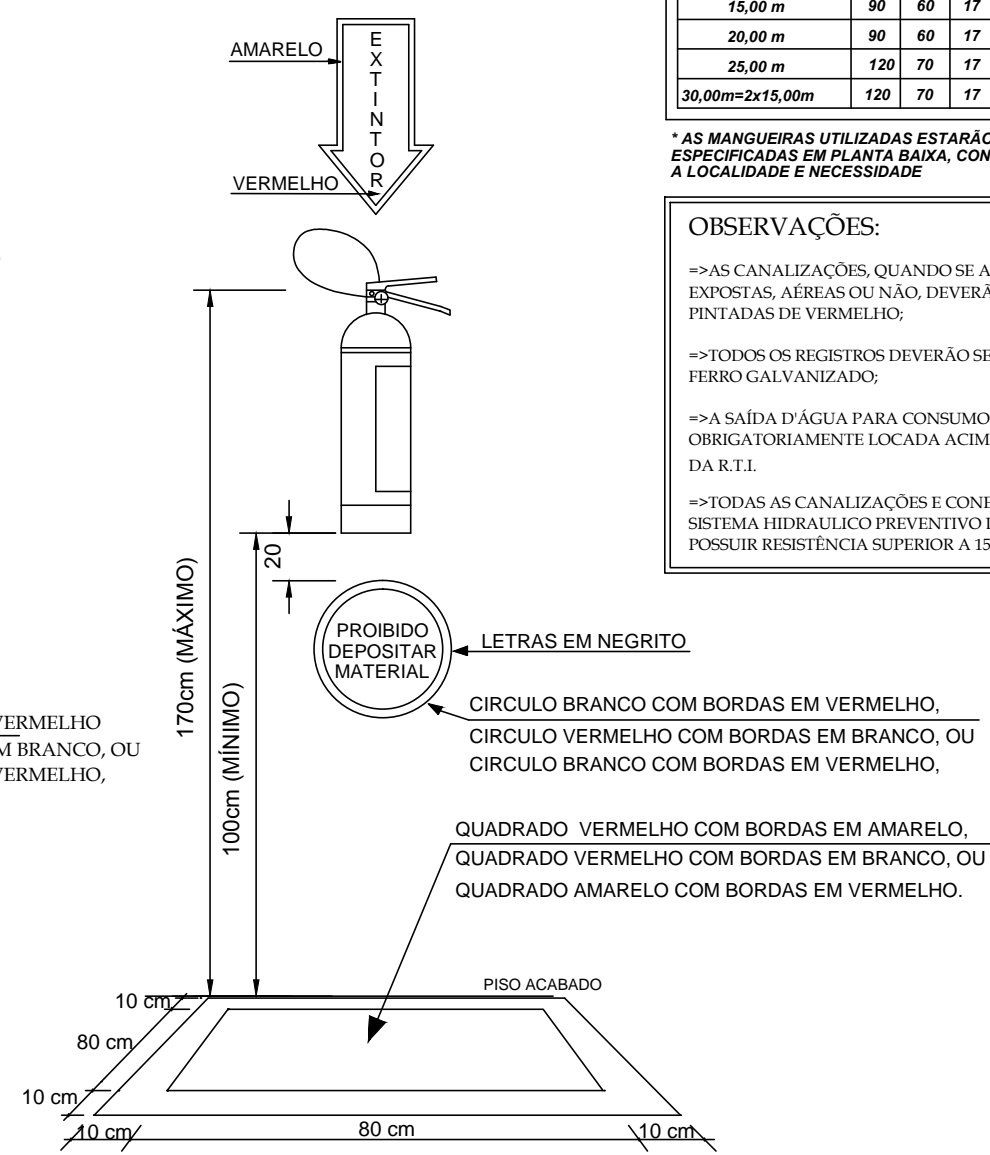 AMARELO
EXTINTOR
VERMELHO
15,00 m 90 60 17
20,00 m 90 60 17
25,00 m 120 70 17
30,00m=2x15,00m 120 70 17
* AS MANGUEIRAS UTILIZADAS ESTARÃO
ESPECIFICADAS EM PLANTA BAIXA, CON
A LOCALIDADE E NECESSIDADE
OBSERVAÇÕES:
=>AS CANALIZAÇÕES, QUANDO SE A
EXPOSTAS, AÉREAS OU NÃO, DEVERÃ
PINTADAS DE VERMELHO;
=>TODOS OS REGISTROS DEVERÃO SE
FERRO GALVANIZADO;
=>A SAÍDA D'ÁGUA PARA CONSUMO
OBRIGATORIAMENTE LOCADA ACIM
DA R.T.I.
=>TODAS AS CANALIZAÇÕES E CONE
SISTEMA HIDRAULICO PREVENTIVO
POSSUIR RESISTÊNCIA SUPERIOR A 15
170cm (MÁXIMO)
100cm (MÍNIMO)
20
PROIBIDO
DEPOSITAR
MATERIAL
LETRAS EM NEGRITO
CIRCULO BRANCO COM BORDAS EM VERMELHO,
CIRCULO VERMELHO COM BORDAS EM BRANCO, OU
CIRCULO BRANCO COM BORDAS EM VERMELHO,
VERMELHO
M BRANCO, OU
VERMELHO,
QUADRADO VERMELHO COM BORDAS EM AMARELO,
QUADRADO VERMELHO COM BORDAS EM BRANCO, OU
QUADRADO AMARELO COM BORDAS EM VERMELHO.
PISO ACABADO
10 cm
80 cm
10 cm
10 cm 80 cm 10 cm